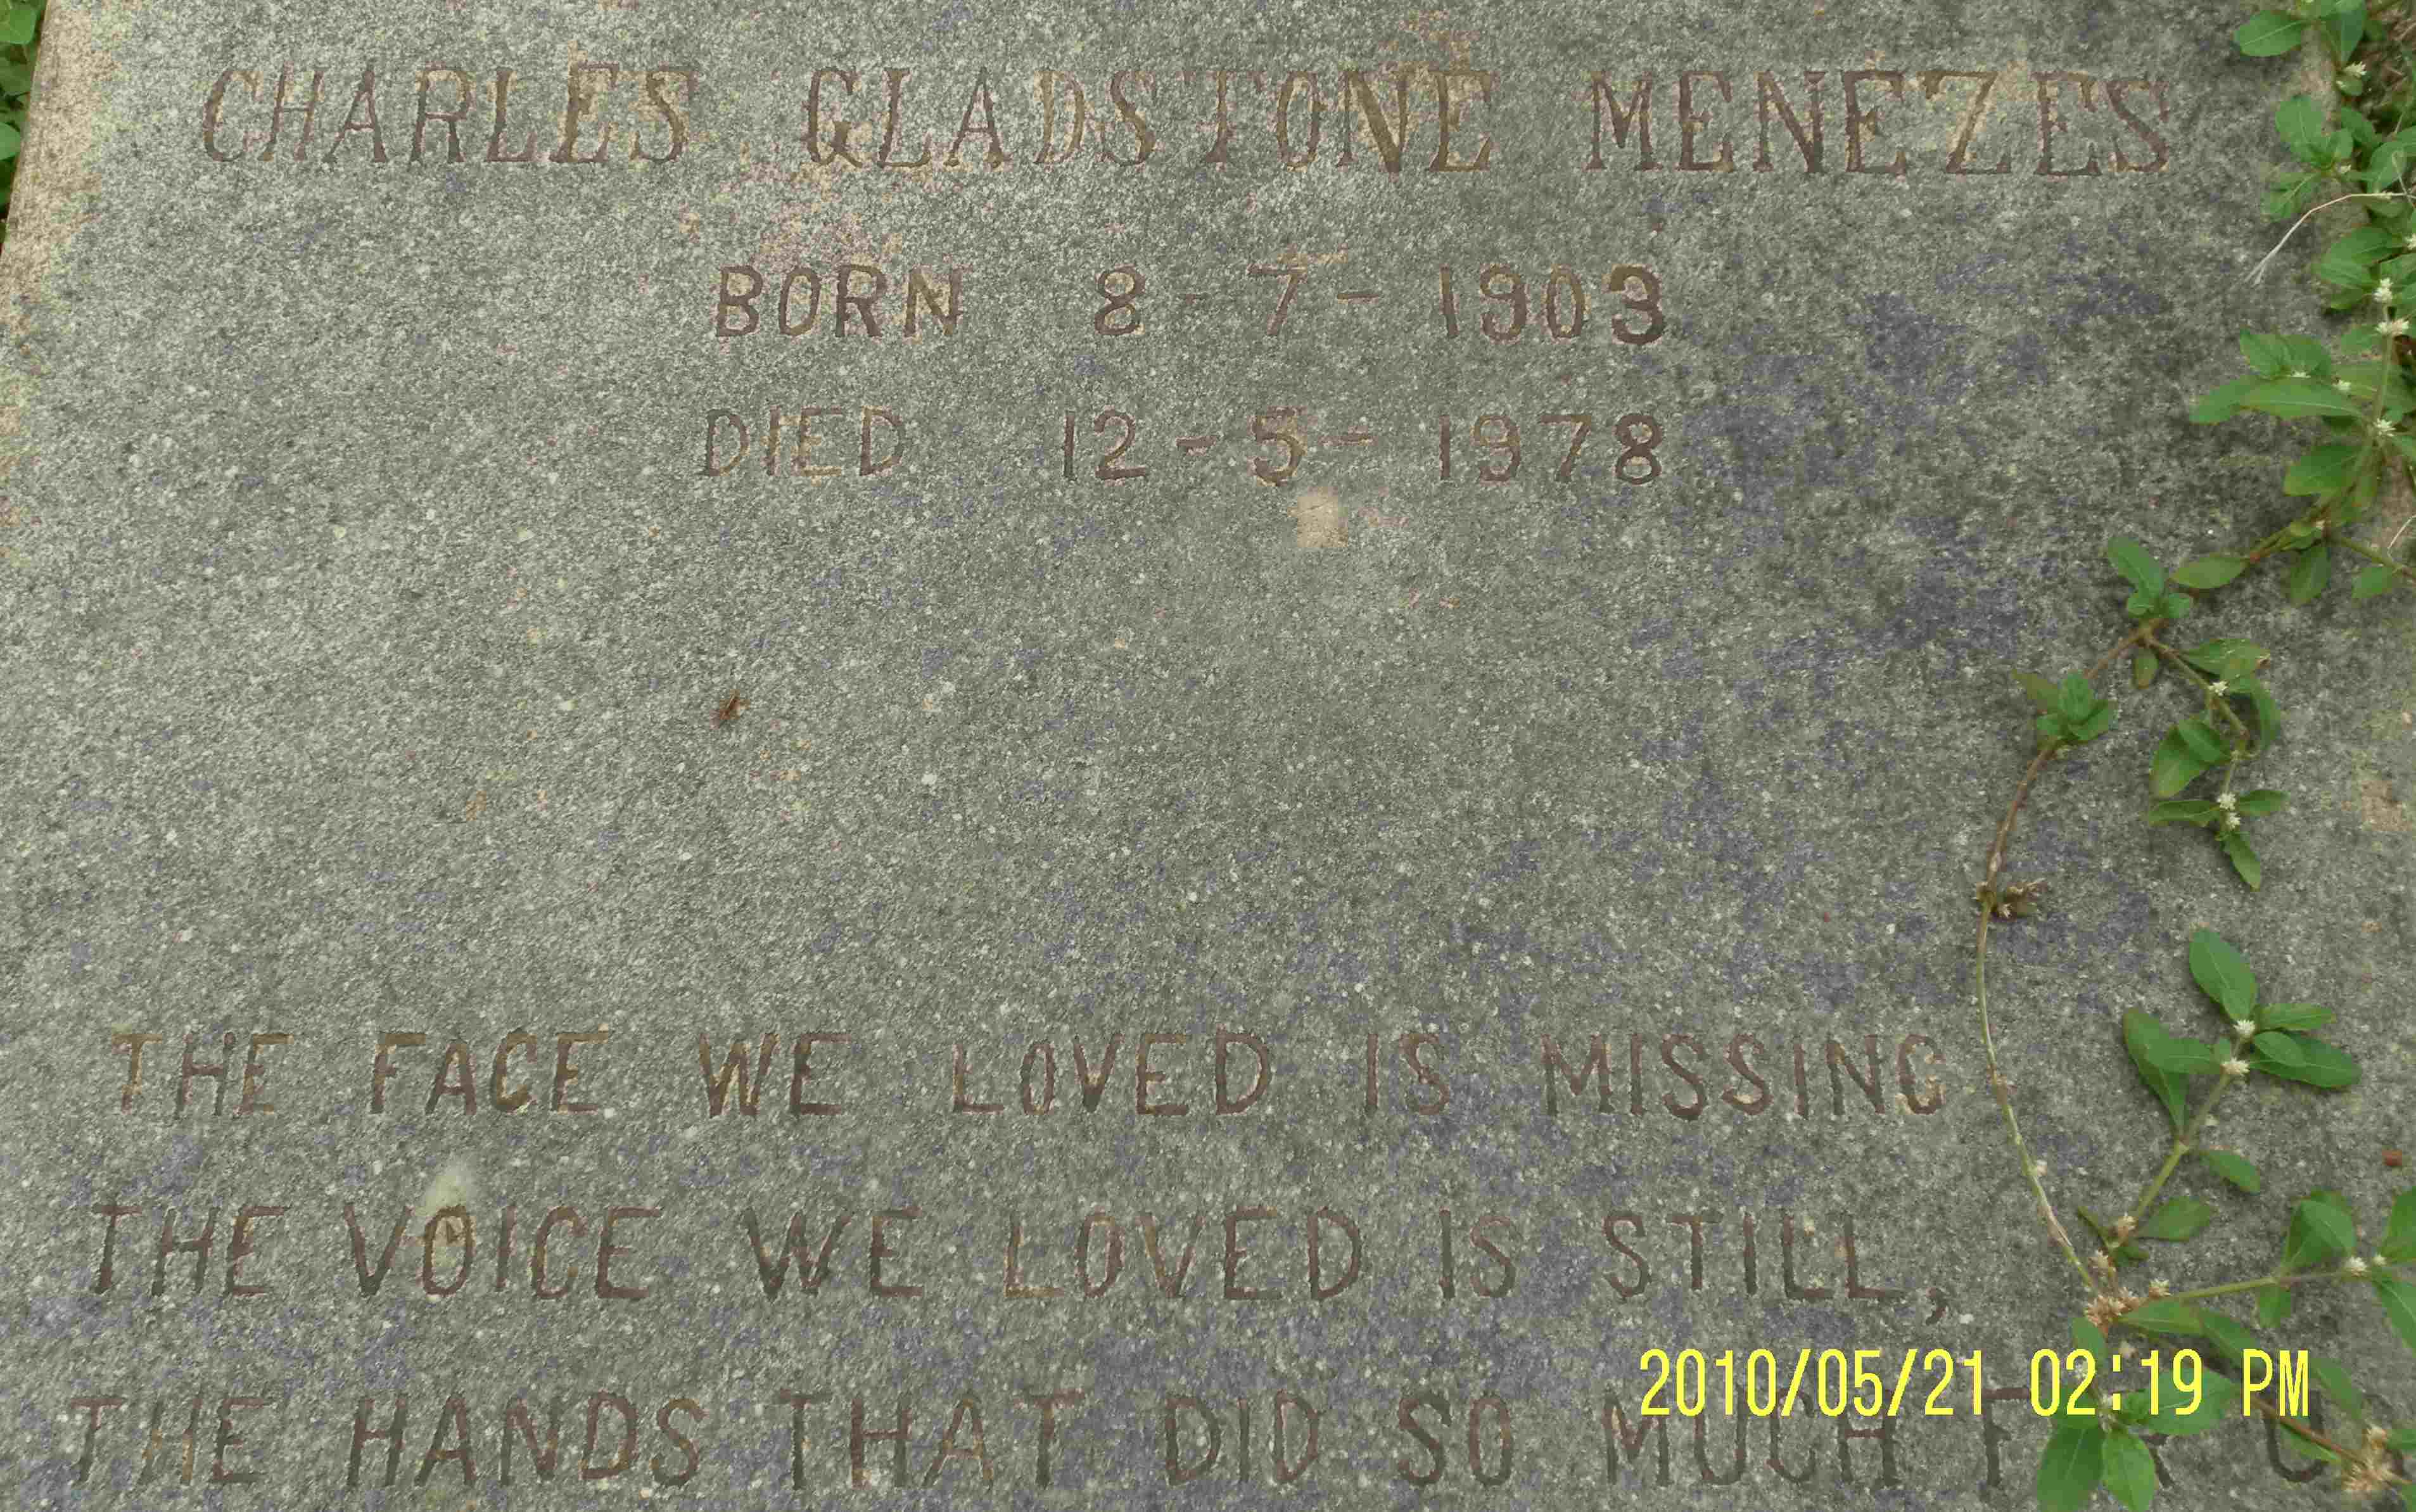 CHARLES GLADSTONE MENEZES
BORN 8-7-1903
DIED 12-5-1978
THE FACE WE LOVED IS MISSING
THE VOICE WE LOVED IS STILL,
THE HANDS THAT DID SO MUCH
2010/05/21 02:19 PM